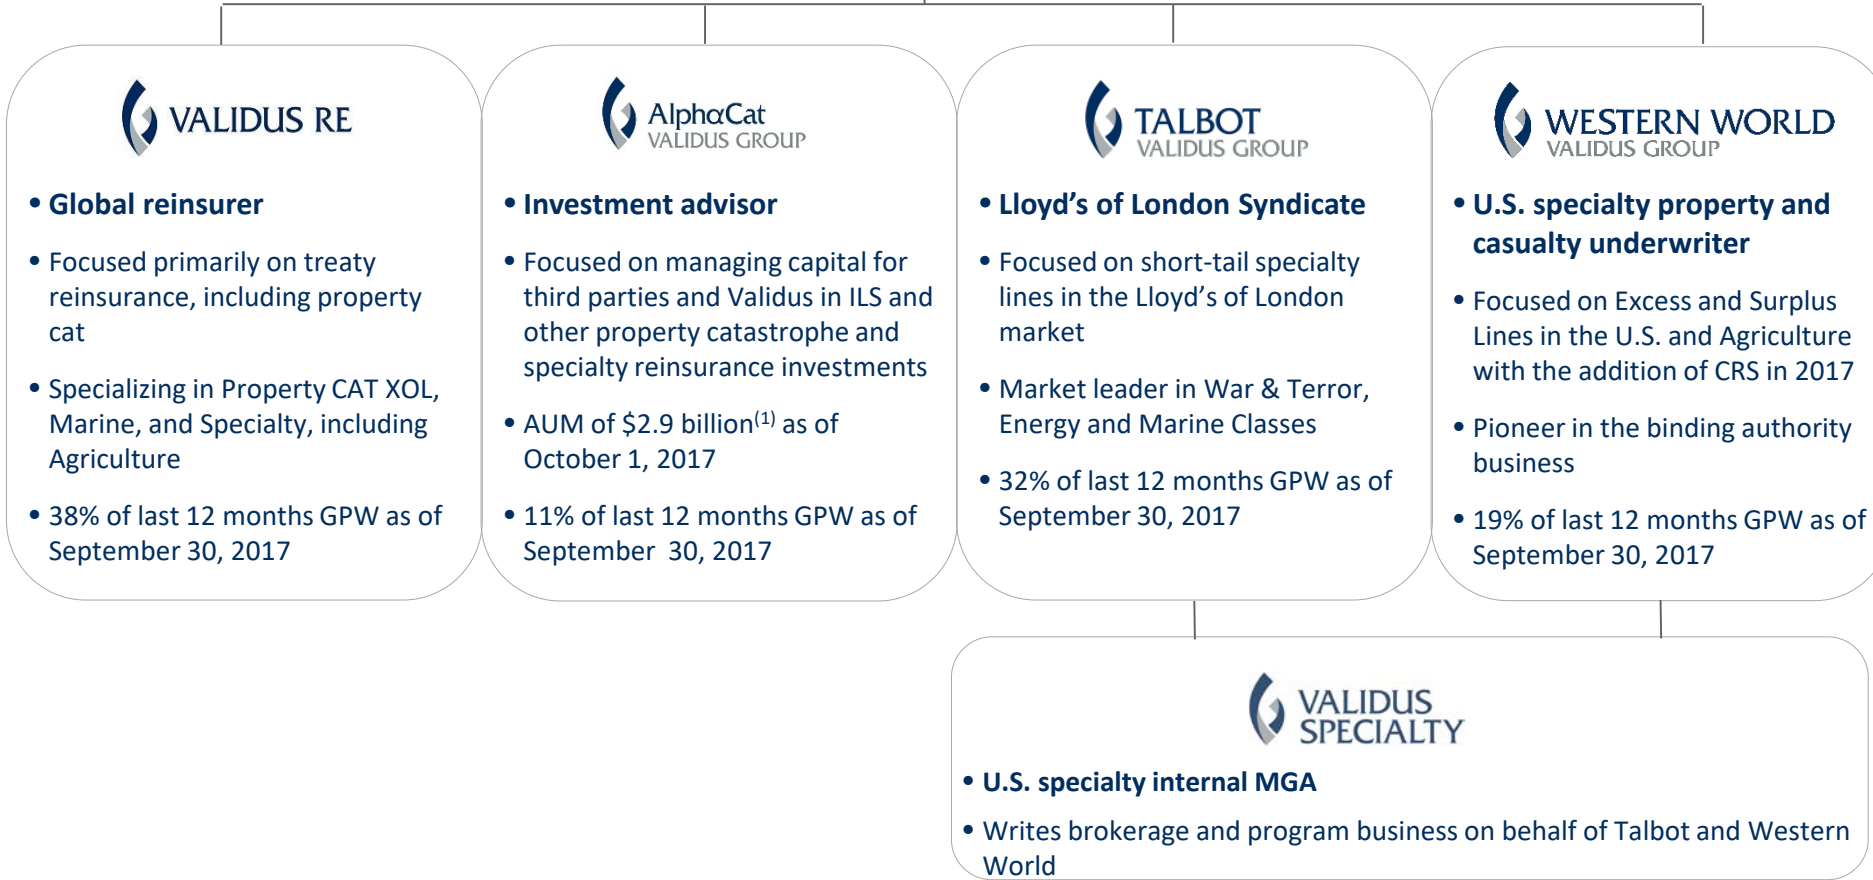 VALIDUS RE
• Global reinsurer
• Focused primarily on treaty
reinsurance, including property
cat
• Specializing in Property CAT XOL,
Marine, and Specialty, including
Agriculture
• 38% of last 12 months GPW as of
September 30, 2017
AlphαCat
VALIDUS GROUP
• Investment advisor
• Focused on managing capital for
third parties and Validus in ILS and
other property catastrophe and
specialty reinsurance investments
• AUM of $2.9 billion(1) as of
October 1, 2017
• 11% of last 12 months GPW as of
September 30, 2017
TALBOT
VALIDUS GROUP
• Lloyd’s of London Syndicate
• Focused on short-tail specialty
lines in the Lloyd’s of London
market
• Market leader in War & Terror,
Energy and Marine Classes
• 32% of last 12 months GPW as of
September 30, 2017
WESTERN WORLD
VALIDUS GROUP
• U.S. specialty property and
casualty underwriter
• Focused on Excess and Surplus
Lines in the U.S. and Agriculture
with the addition of CRS in 2017
• Pioneer in the binding authority
business
• 19% of last 12 months GPW as of
September 30, 2017
VALIDUS
SPECIALTY
• U.S. specialty internal MGA
• Writes brokerage and program business on behalf of Talbot and Western
World